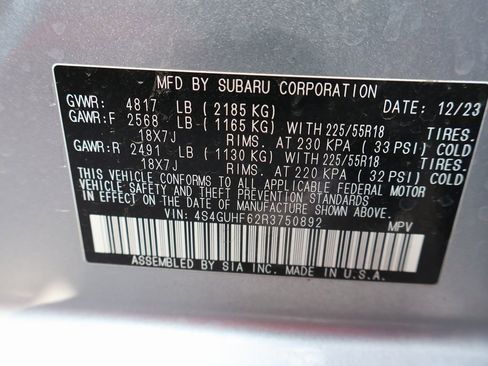 MFD BY SUBARU CORPORATION
GVWR: 4817 LB (2185 KG) DATE: 12/23
GAWR:F 2568 LB (1165 KG) WITH 225/55R18 TIRES.
18X7J RIMS. AT 230 KPA (33 PSI) COLD
GAWR:R 2491 LB (1130 KG) WITH 225/55R18 TIRES.
18X7J RIMS. AT 220 KPA (32 PSI) COLD
THIS VEHICLE CONFORMS TO ALL APPLICABLE FEDERAL MOTOR
VEHICLE SAFETY AND THEFT PREVENTION STANDARDS IN
EFFECT ON THE DATE OF MANUFACTURE SHOWN ABOVE.
VIN: 4S4GUHF62R3750892 MPV
ASSEMBLED BY SIA INC. MADE IN U.S.A.